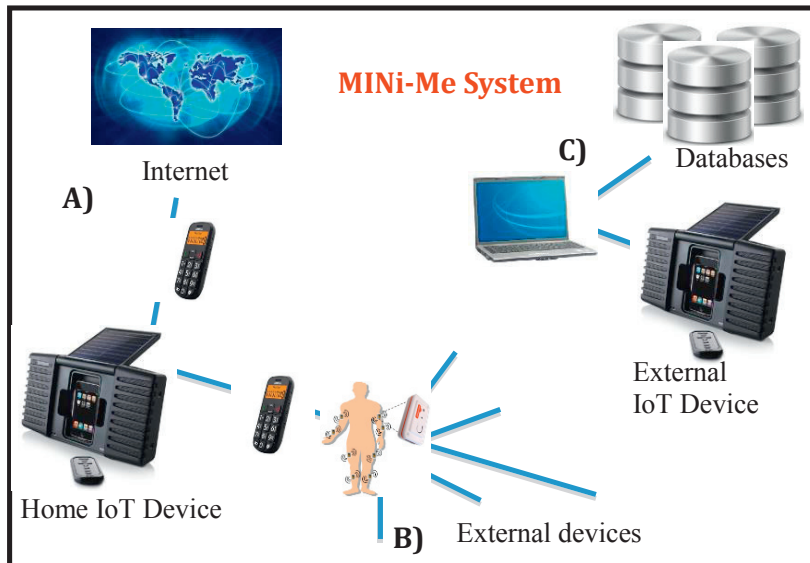 MINi-Me System
C)
Databases
Internet
A)
External
IoT Device
Home IoT Device
B)
External devices